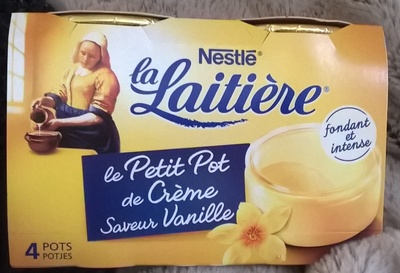 Nestlé®
la
Laitière®
fondant
et
intense
le Petit Pot
de Crème
Saveur Vanille
4 POTS
POTJES